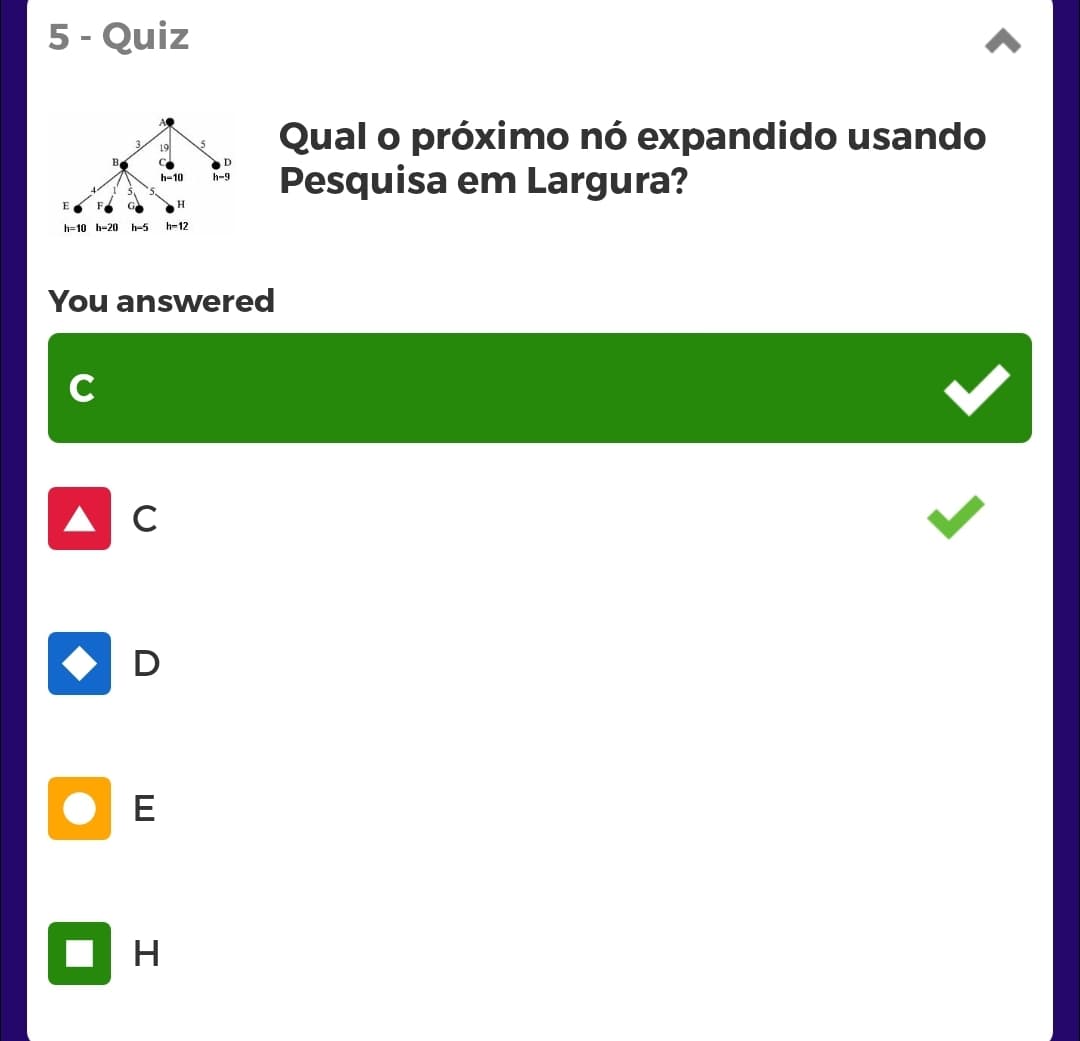 5 - Quiz
A
3
19
5
B
C
D
h=10
h=9
4
1
5
5
E
F
G
H
h=10 h=20 h=5 h=12
Qual o próximo nó expandido usando
Pesquisa em Largura?
You answered
C
C
D
E
H